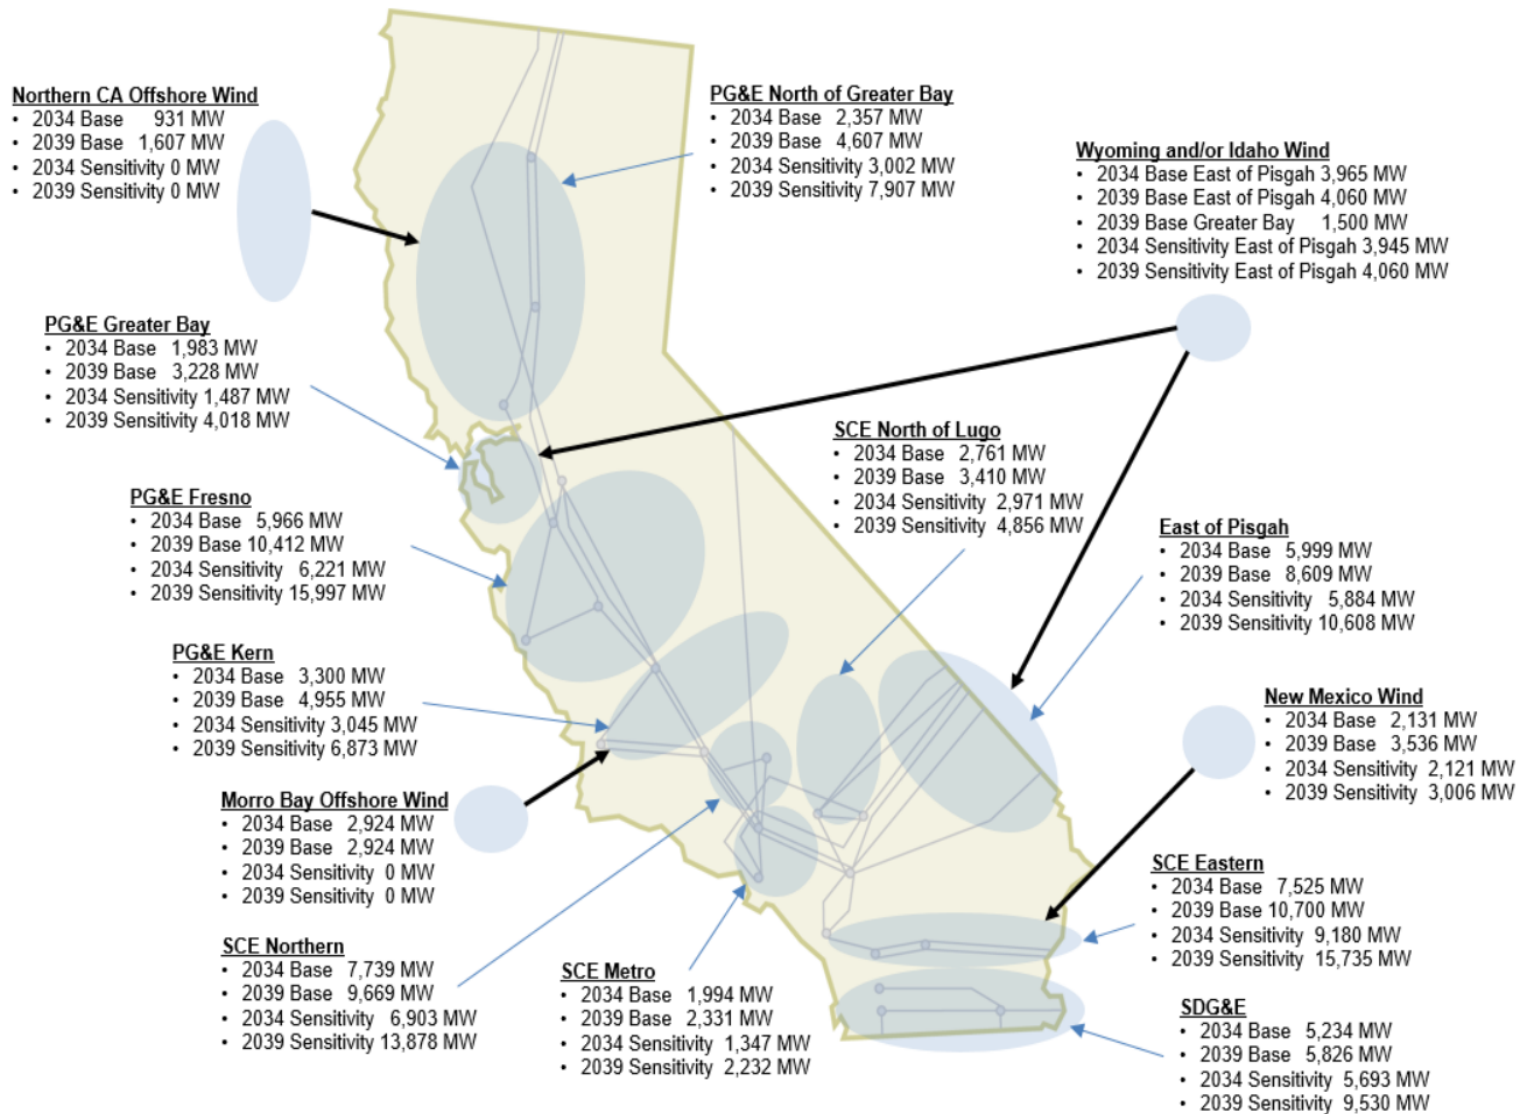 Northern CA Offshore Wind
• 2034 Base 931 MW
• 2039 Base 1,607 MW
• 2034 Sensitivity 0 MW
• 2039 Sensitivity 0 MW
PG&E North of Greater Bay
• 2034 Base 2,357 MW
• 2039 Base 4,607 MW
• 2034 Sensitivity 3,002 MW
• 2039 Sensitivity 7,907 MW
Wyoming and/or Idaho Wind
• 2034 Base East of Pisgah 3,965 MW
• 2039 Base East of Pisgah 4,060 MW
• 2039 Base Greater Bay 1,500 MW
• 2034 Sensitivity East of Pisgah 3,945 MW
• 2039 Sensitivity East of Pisgah 4,060 MW
PG&E Greater Bay
• 2034 Base 1,983 MW
• 2039 Base 3,228 MW
• 2034 Sensitivity 1,487 MW
• 2039 Sensitivity 4,018 MW
SCE North of Lugo
• 2034 Base 2,761 MW
• 2039 Base 3,410 MW
• 2034 Sensitivity 2,971 MW
• 2039 Sensitivity 4,856 MW
PG&E Fresno
• 2034 Base 5,966 MW
• 2039 Base 10,412 MW
• 2034 Sensitivity 6,221 MW
• 2039 Sensitivity 15,997 MW
East of Pisgah
• 2034 Base 5,999 MW
• 2039 Base 8,609 MW
• 2034 Sensitivity 5,884 MW
• 2039 Sensitivity 10,608 MW
PG&E Kern
• 2034 Base 3,300 MW
• 2039 Base 4,955 MW
• 2034 Sensitivity 3,045 MW
• 2039 Sensitivity 6,873 MW
New Mexico Wind
• 2034 Base 2,131 MW
• 2039 Base 3,536 MW
• 2034 Sensitivity 2,121 MW
• 2039 Sensitivity 3,006 MW
Morro Bay Offshore Wind
• 2034 Base 2,924 MW
• 2039 Base 2,924 MW
• 2034 Sensitivity 0 MW
• 2039 Sensitivity 0 MW
SCE Eastern
• 2034 Base 7,525 MW
• 2039 Base 10,700 MW
• 2034 Sensitivity 9,180 MW
• 2039 Sensitivity 15,735 MW
SCE Northern
• 2034 Base 7,739 MW
• 2039 Base 9,669 MW
• 2034 Sensitivity 6,903 MW
• 2039 Sensitivity 13,878 MW
SCE Metro
• 2034 Base 1,994 MW
• 2039 Base 2,331 MW
• 2034 Sensitivity 1,347 MW
• 2039 Sensitivity 2,232 MW
SDG&E
• 2034 Base 5,234 MW
• 2039 Base 5,826 MW
• 2034 Sensitivity 5,693 MW
• 2039 Sensitivity 9,530 MW